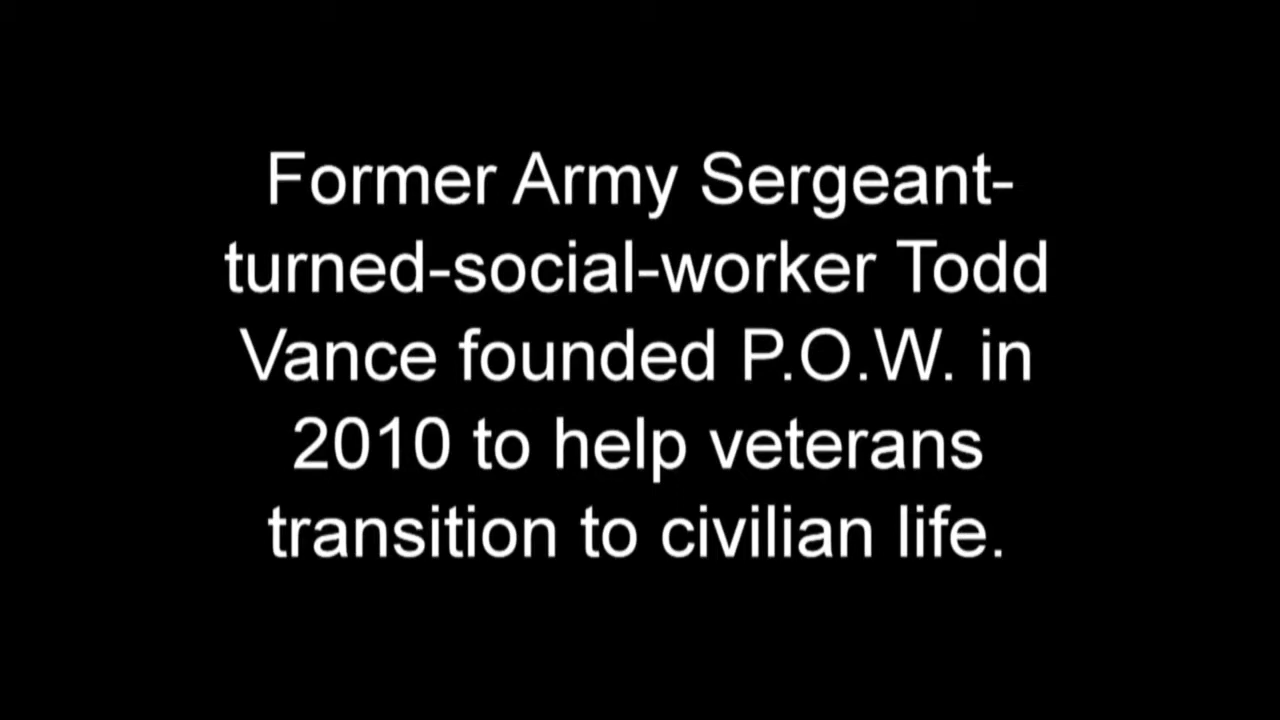 Former Army Sergeant-
turned-social-worker Todd
Vance founded P.O.W. in
2010 to help veterans
transition to civilian life.